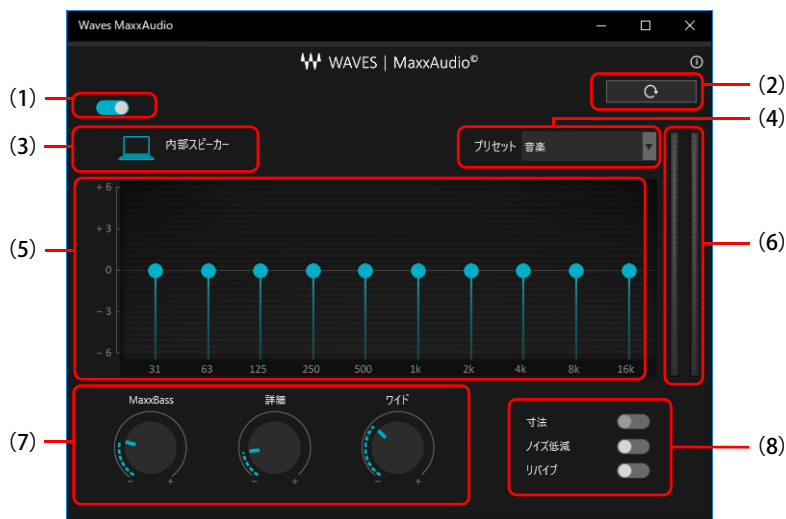 Waves MaxxAudio
WAVES | MaxxAudio©
(1)
(2)
(3)
内部スピーカー
(4)
プリセット 音楽
(5)
+ 6
+ 3
0
− 3
− 6
31 63 125 250 500 1k 2k 4k 8k 16k
(6)
(7)
MaxxBass 詳細 ワイド
− + − + − +
(8)
寸法
ノイズ低減
リバイブ